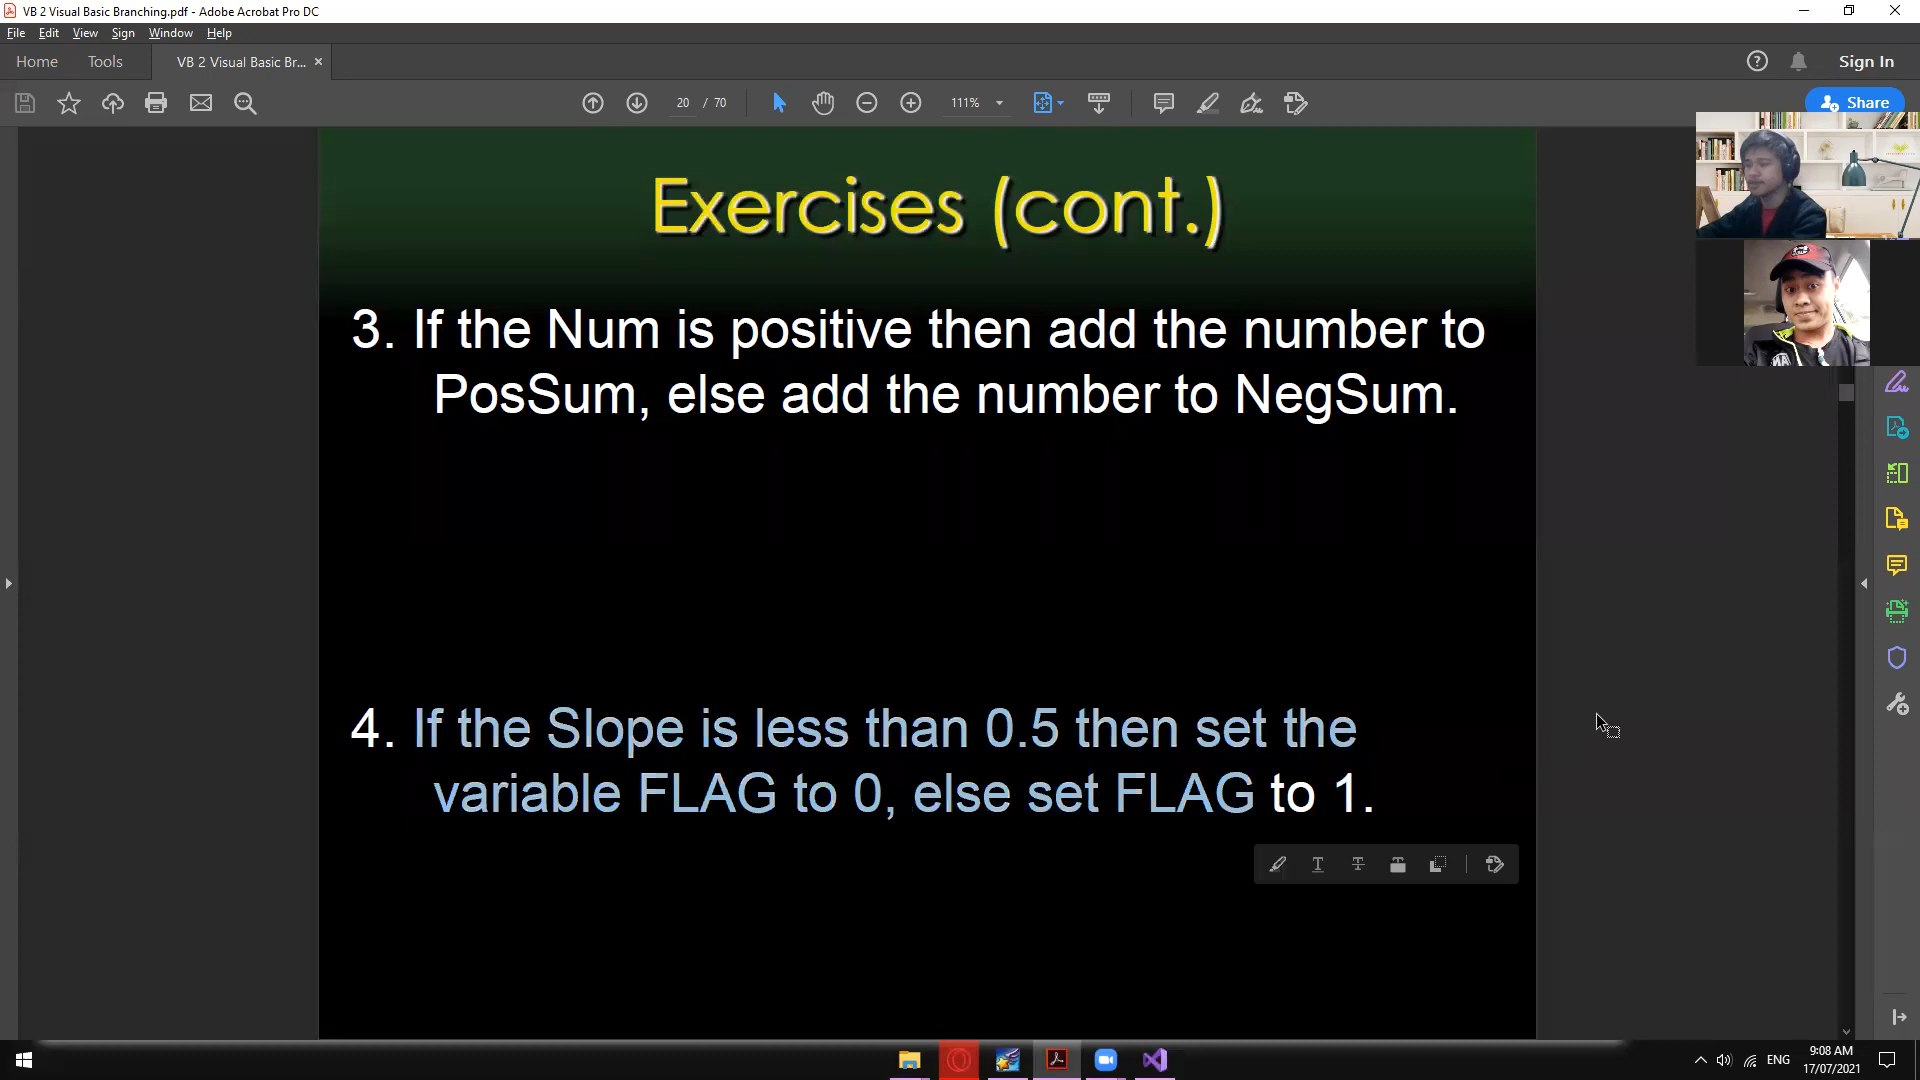 VB 2 Visual Basic Branching.pdf - Adobe Acrobat Pro DC
File Edit View Sign Window Help
Home Tools VB 2 Visual Basic Br... ×
Sign In
20 / 70
111%
Share
Exercises (cont.)
3. If the Num is positive then add the number to
PosSum, else add the number to NegSum.
4. If the Slope is less than 0.5 then set the
variable FLAG to 0, else set FLAG to 1.
ENG
9:08 AM
17/07/2021